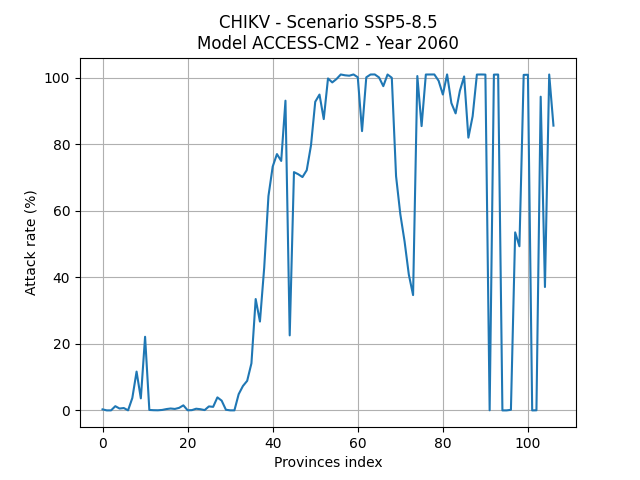 CHIKV - Scenario SSP5-8.5
Model ACCESS-CM2 - Year 2060
100
80
60
40
20
0
Attack rate (%)
0 20 40 60 80 100
Provinces index